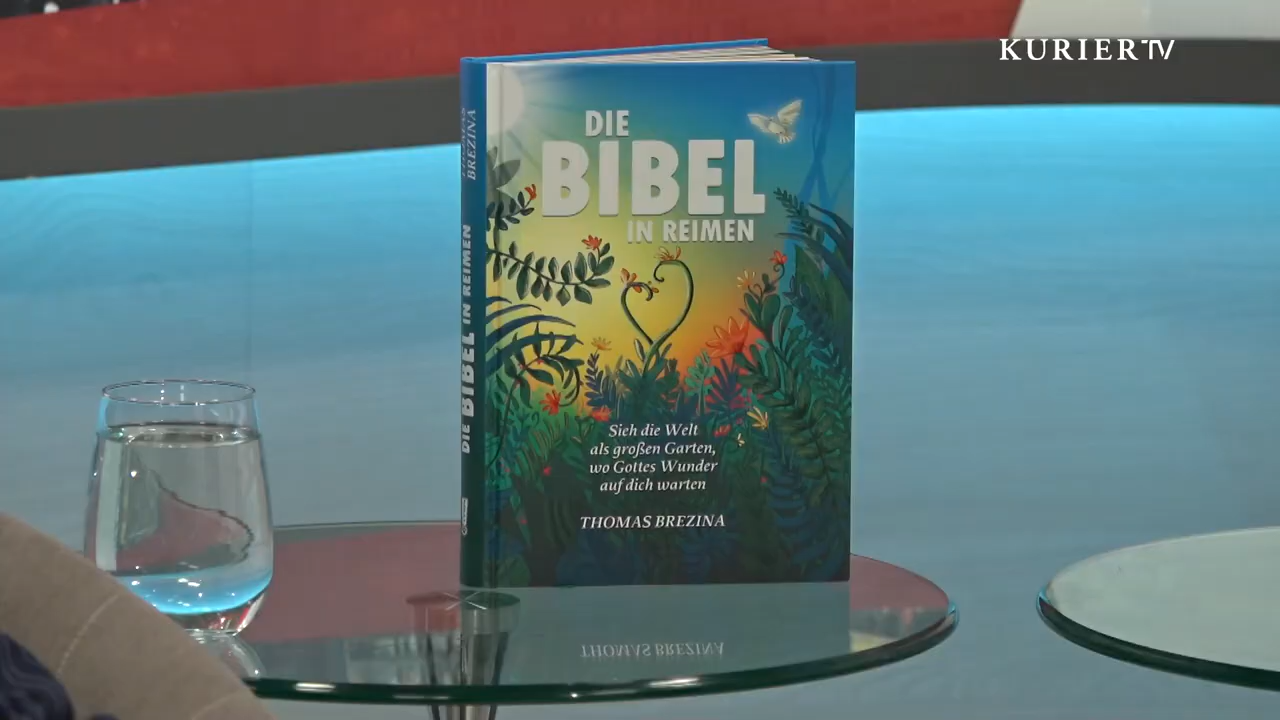 KURIER TV
DIE
BIBEL
IN REIMEN
Sieh die Welt
als großen Garten,
wo Gottes Wunder
auf dich warten
THOMAS BREZINA
THOMAS BREZINA
DIE BIBEL IN REIMEN
THOMAS BREZINA